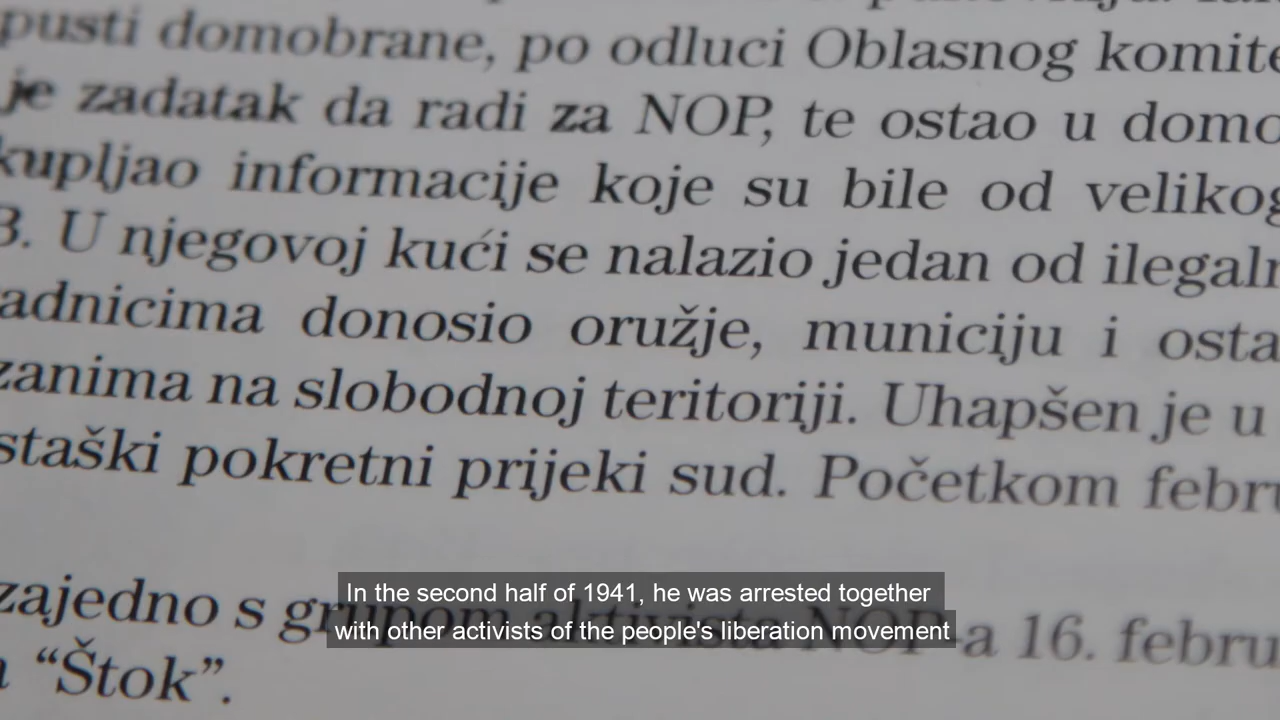 pusti domobrane, po odluci Oblasnog komite
je zadatak da radi za NOP, te ostao u domo
kupljao informacije koje su bile od velikog
B. U njegovoj kući se nalazio jedan od ilegaln
adnicima donosio oružje, municiju i osta
zanima na slobodnoj teritoriji. Uhapšen je u
staški pokretni prijeki sud. Početkom febru
zajedno s grupom aktivista NOP-a 16. febru
“Štok”.
In the second half of 1941, he was arrested together
with other activists of the people's liberation movement